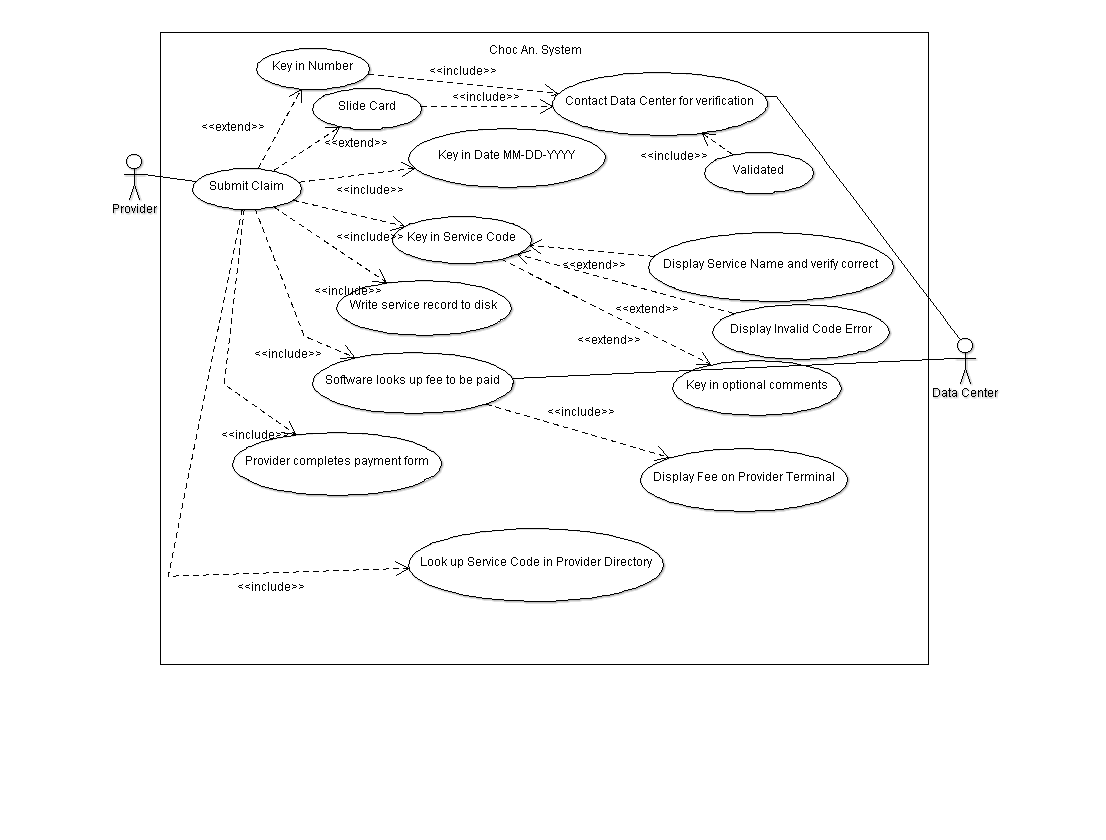 Choc An. System
Key in Number
<<include>>
Slide Card
<<include>>
Contact Data Center for verification
<<extend>>
<<extend>>
Key in Date MM-DD-YYYY
<<include>>
Validated
<<include>>
Provider
Submit Claim
<<include>>
Key in Service Code
<<extend>>
Display Service Name and verify correct
<<include>>
Write service record to disk
<<extend>>
Display Invalid Code Error
<<extend>>
<<include>>
Software looks up fee to be paid
Key in optional comments
Data Center
<<include>>
<<include>>
Provider completes payment form
Display Fee on Provider Terminal
Look up Service Code in Provider Directory
<<include>>